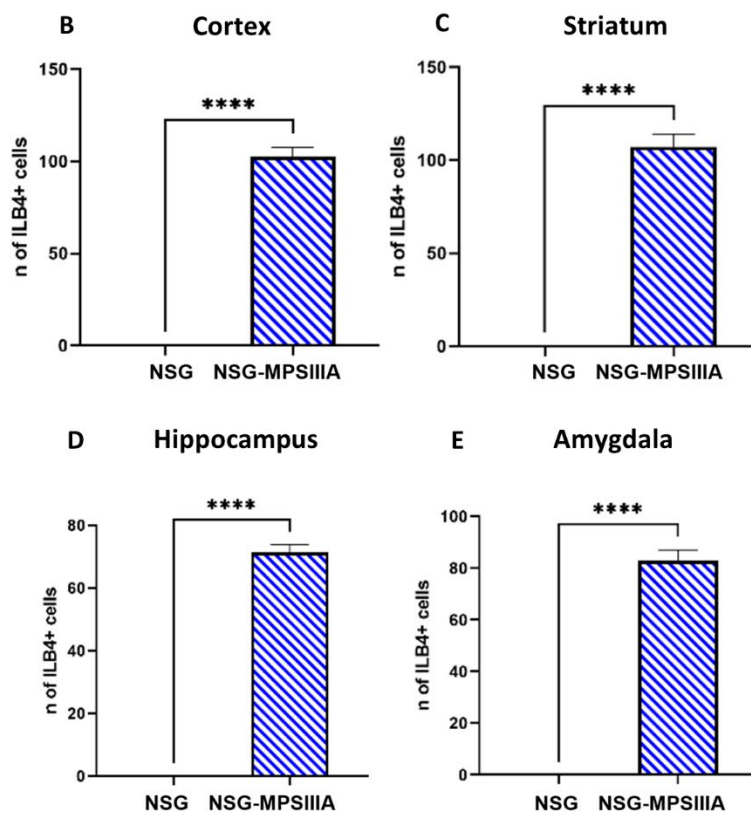 B Cortex
150
100
50
0
n of ILB4+ cells
****
NSG NSG-MPSIIIA
C Striatum
150
100
50
0
n of ILB4+ cells
****
NSG NSG-MPSIIIA
D Hippocampus
80
60
40
20
0
n of ILB4+ cells
****
NSG NSG-MPSIIIA
E Amygdala
100
80
60
40
20
0
n of ILB4+ cells
****
NSG NSG-MPSIIIA